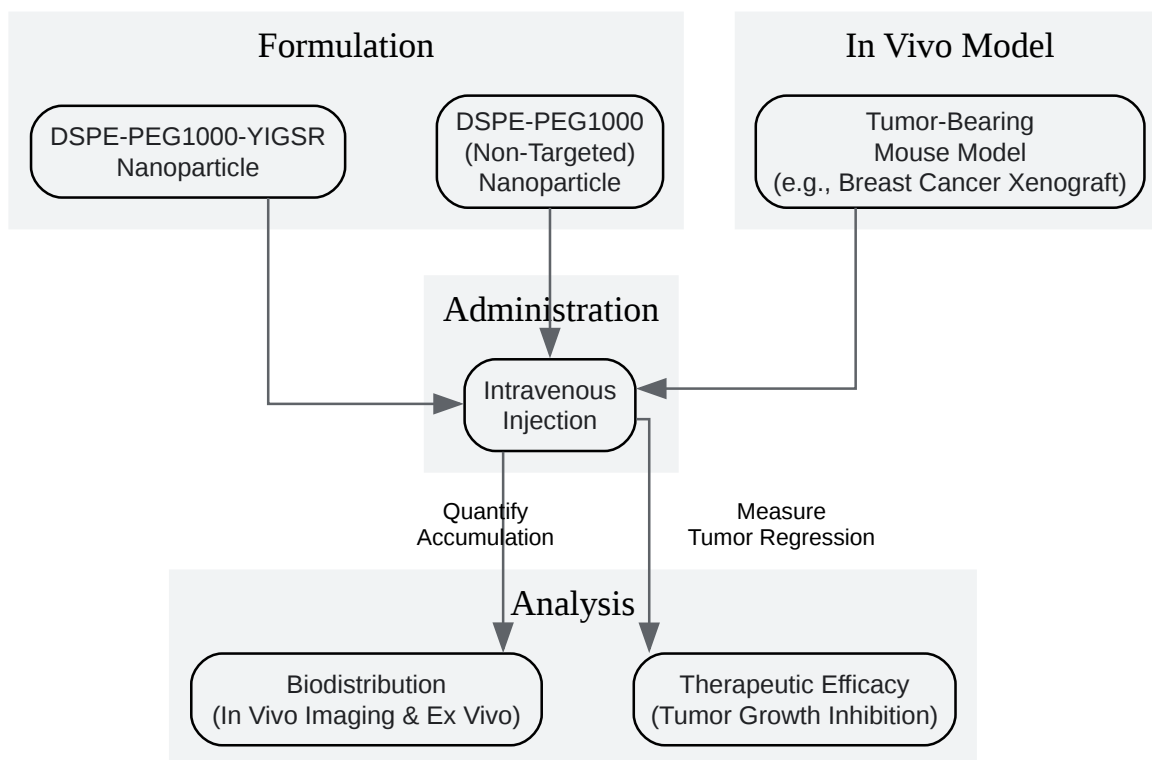 Formulation
In Vivo Model
DSPE-PEG1000-YIGSR
Nanoparticle
DSPE-PEG1000
(Non-Targeted)
Nanoparticle
Tumor-Bearing
Mouse Model
(e.g., Breast Cancer Xenograft)
Administration
Intravenous
Injection
Quantify
Accumulation
Measure
Tumor Regression
Analysis
Biodistribution
(In Vivo Imaging & Ex Vivo)
Therapeutic Efficacy
(Tumor Growth Inhibition)